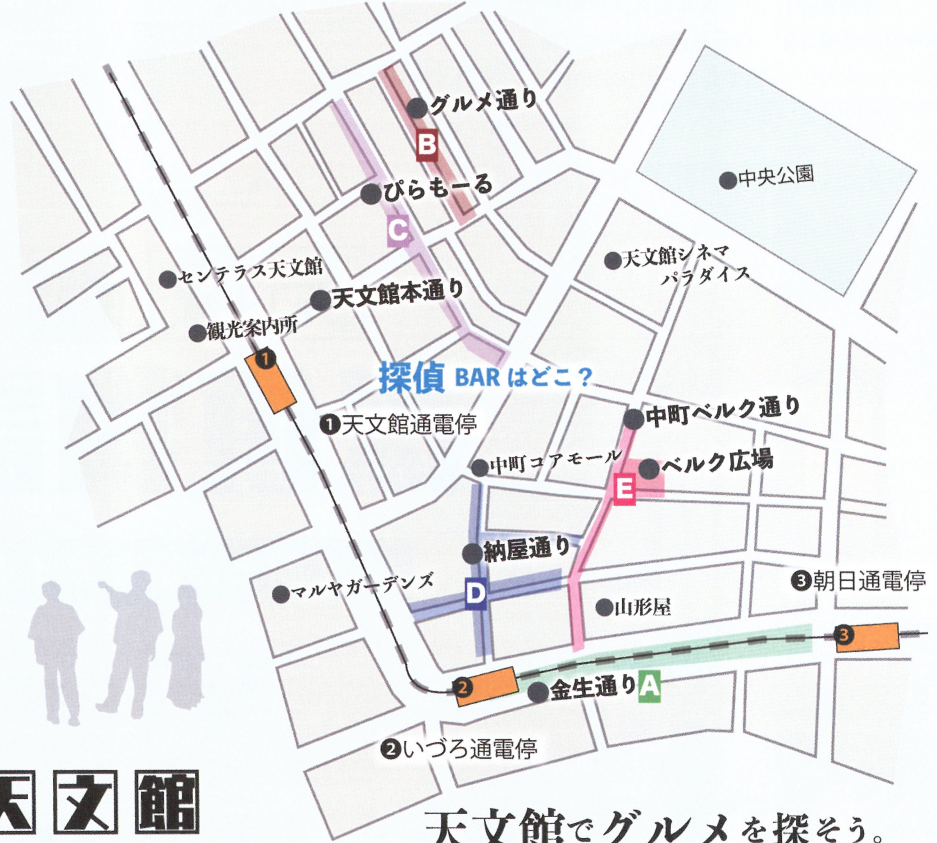 グルメ通り
B
ぴらもーる
中央公園
C
天文館シネマ
パラダイス
センテラス天文館
天文館本通り
観光案内所
1
探偵 BAR はどこ？
❶天文館通電停
中町ベルク通り
中町コアモール
ベルク広場
E
納屋通り
D
マルヤガーデンズ
❸朝日通電停
山形屋
3
2
金生通り A
❷いづろ通電停
天文館
天文館でグルメを探そう。